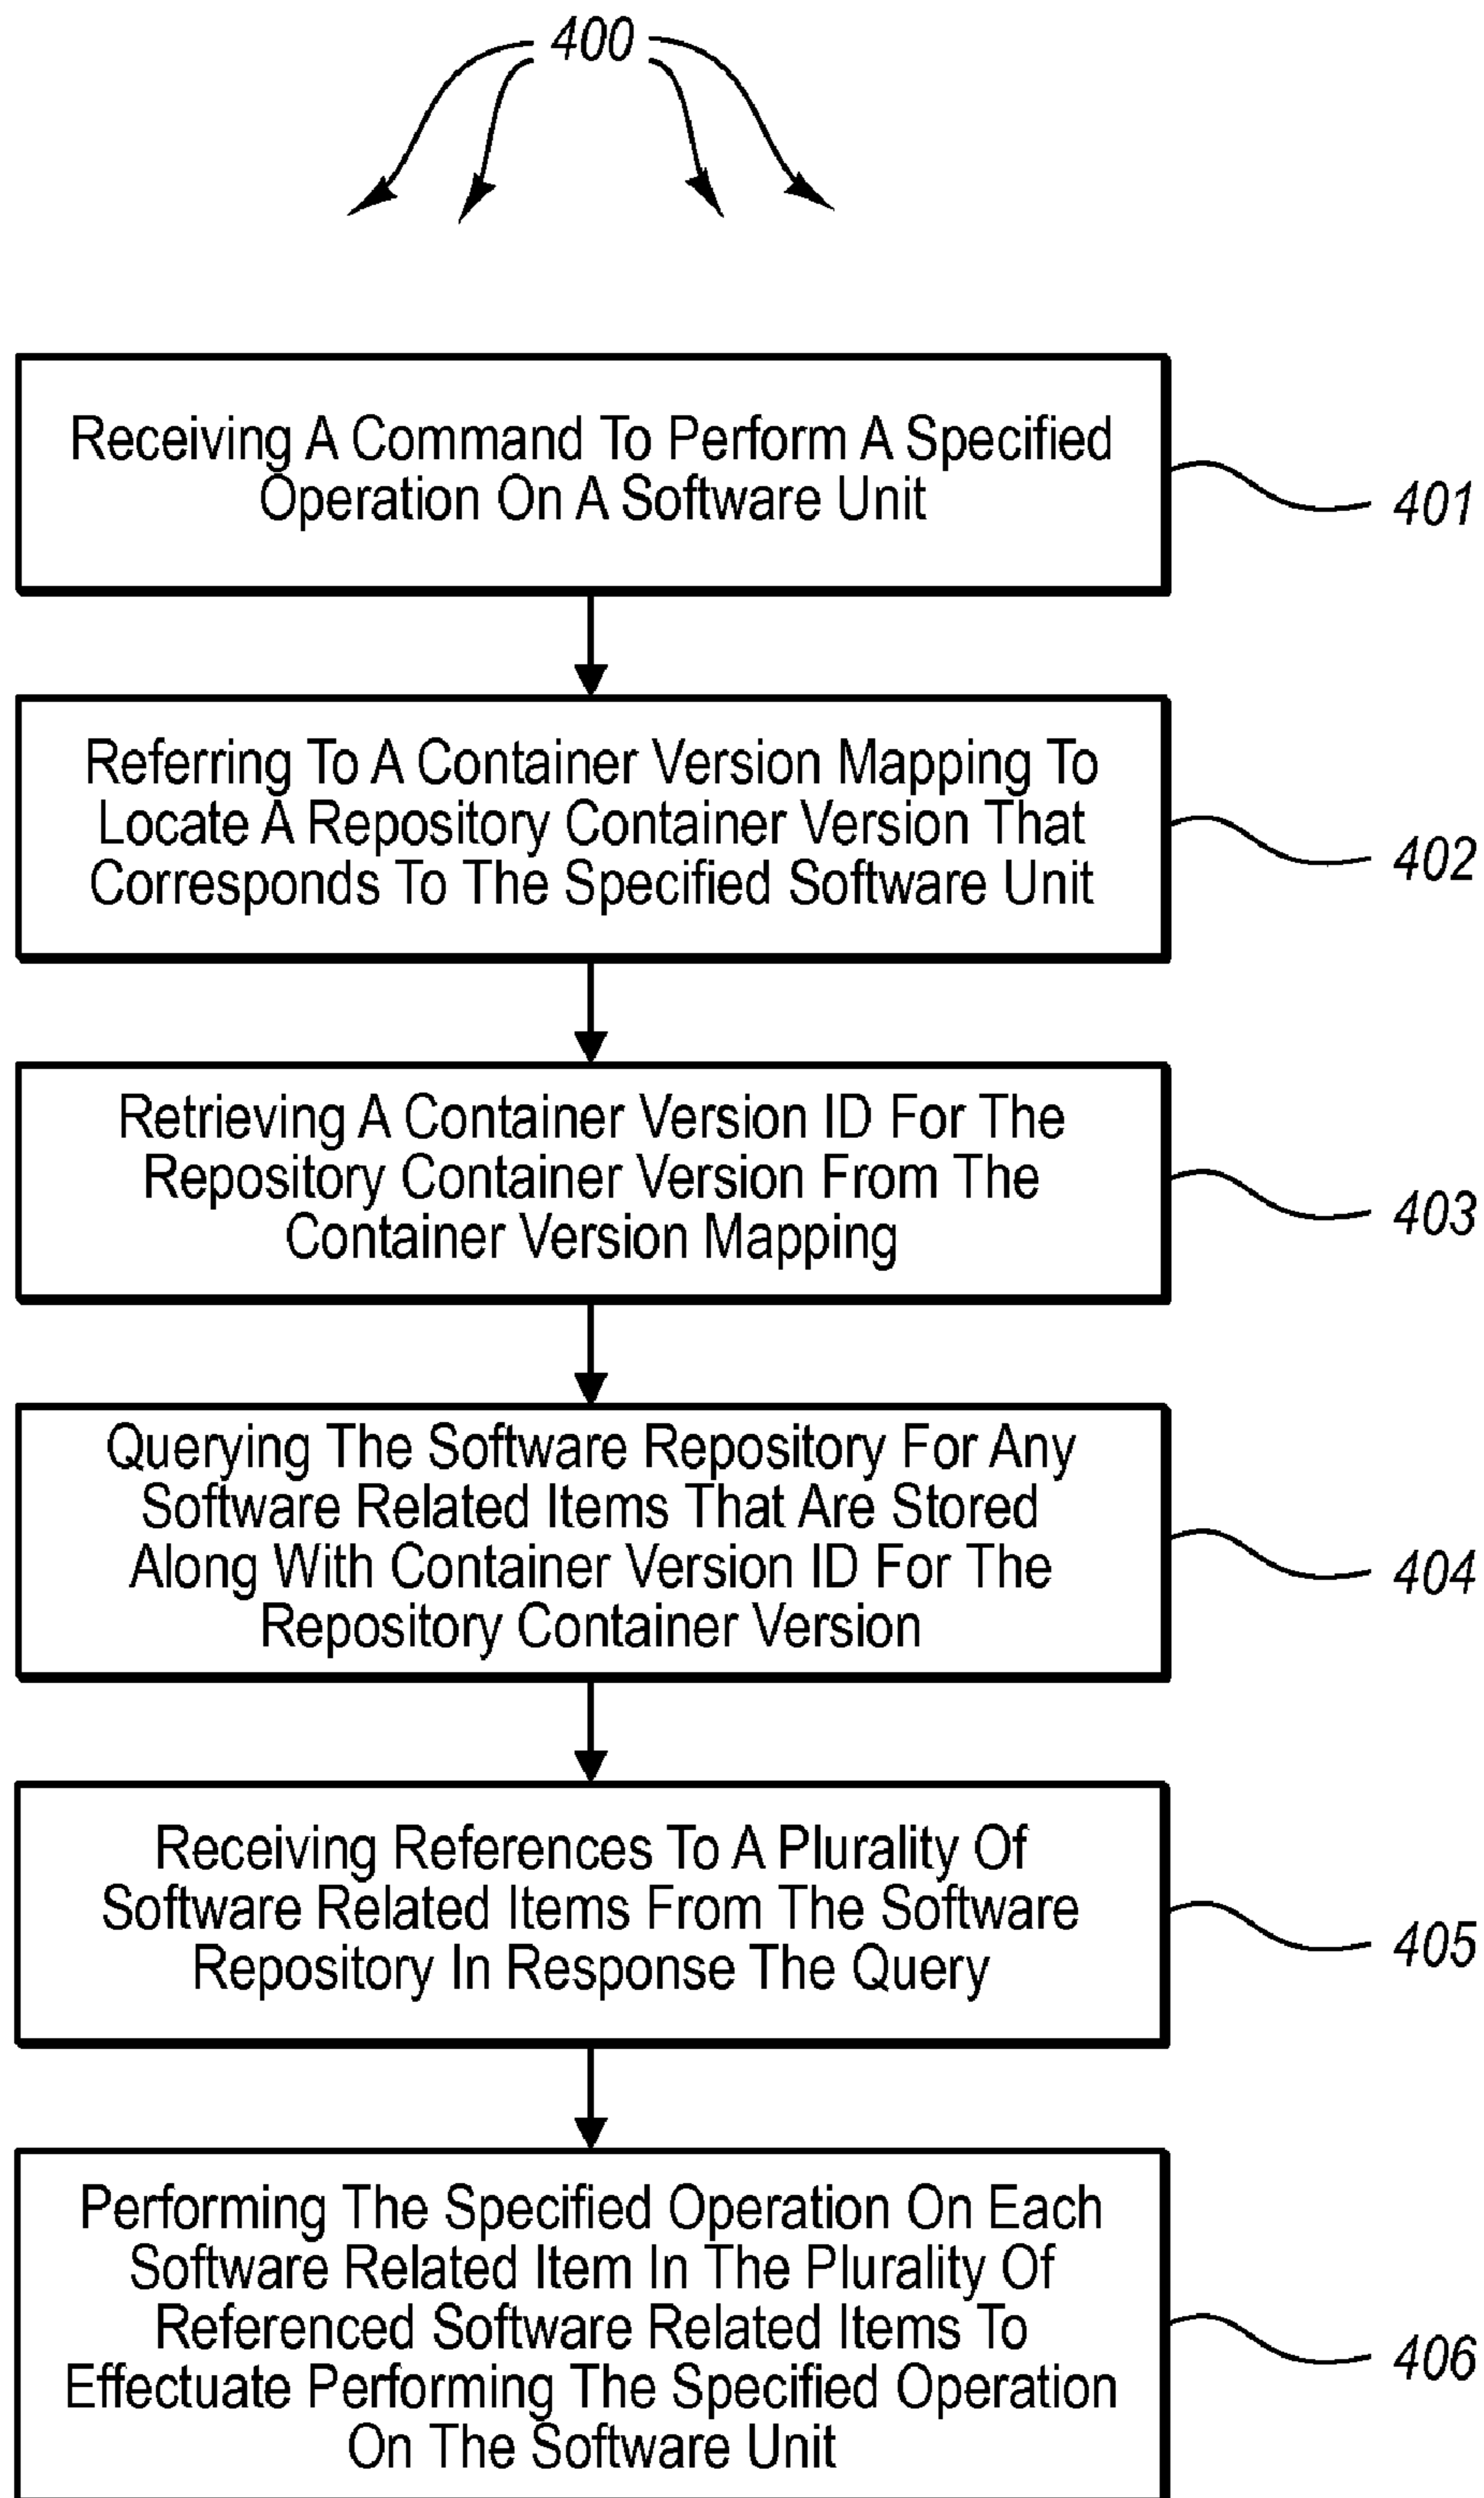 400
Receiving A Command To Perform A Specified
Operation On A Software Unit
401
Referring To A Container Version Mapping To
Locate A Repository Container Version That
Corresponds To The Specified Software Unit
402
Retrieving A Container Version ID For The
Repository Container Version From The
Container Version Mapping
403
Querying The Software Repository For Any
Software Related Items That Are Stored
Along With Container Version ID For The
Repository Container Version
404
Receiving References To A Plurality Of
Software Related Items From The Software
Repository In Response The Query
405
Performing The Specified Operation On Each
Software Related Item In The Plurality Of
Referenced Software Related Items To
Effectuate Performing The Specified Operation
On The Software Unit
406